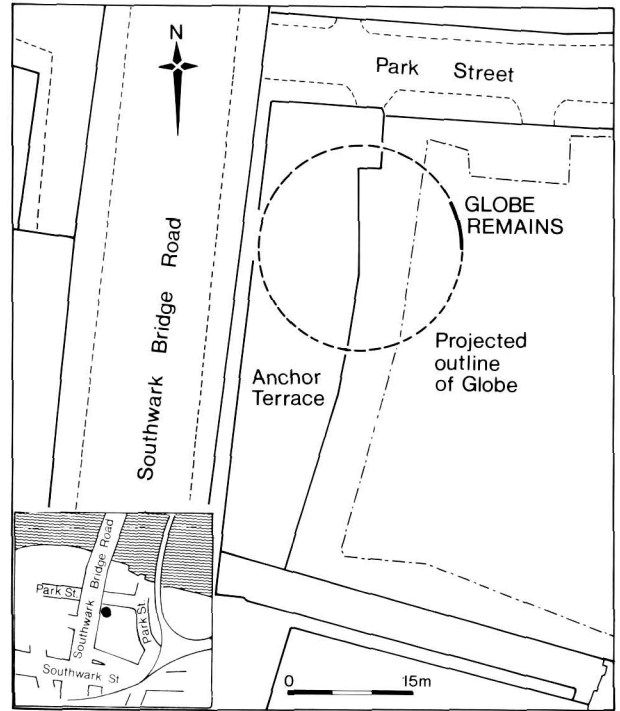 N
Park Street
GLOBE
REMAINS
Southwark Bridge Road
Projected
outline
of Globe
Anchor
Terrace
Southwark Bridge Road
Park St.
Park St.
Southwark St
0 15m